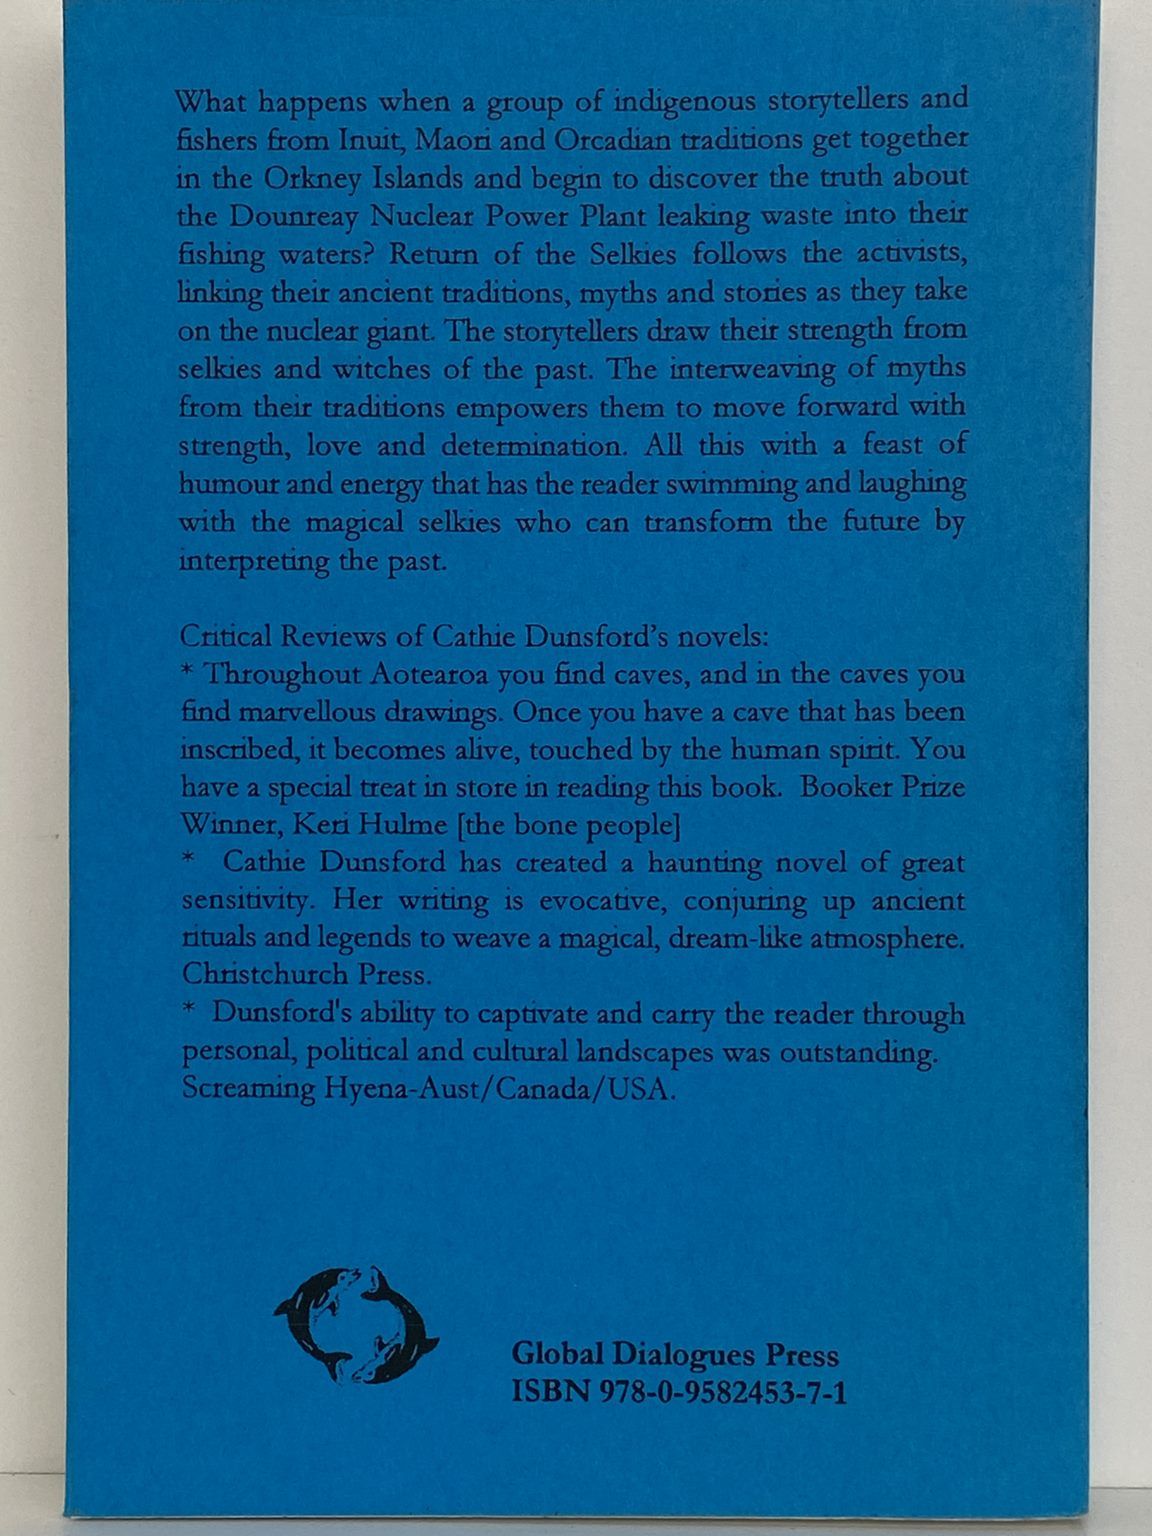 What happens when a group of indigenous storytellers and
fishers from Inuit, Maori and Orcadian traditions get together
in the Orkney Islands and begin to discover the truth about
the Dounreay Nuclear Power Plant leaking waste into their
fishing waters? Return of the Selkies follows the activists,
linking their ancient traditions, myths and stories as they take
on the nuclear giant. The storytellers draw their strength from
selkies and witches of the past. The interweaving of myths
from their traditions empowers them to move forward with
strength, love and determination. All this with a feast of
humour and energy that has the reader swimming and laughing
with the magical selkies who can transform the future by
interpreting the past.
Critical Reviews of Cathie Dunsford's novels:
* Throughout Aotearoa you find caves, and in the caves you
find marvellous drawings. Once you have a cave that has been
inscribed, it becomes alive, touched by the human spirit. You
have a special treat in store in reading this book. Booker Prize
Winner, Keri Hulme [the bone people]
* Cathie Dunsford has created a haunting novel of great
sensitivity. Her writing is evocative, conjuring up ancient
rituals and legends to weave a magical, dream-like atmosphere.
Christchurch Press.
* Dunsford's ability to captivate and carry the reader through
personal, political and cultural landscapes was outstanding.
Screaming Hyena-Aust/Canada/USA.
Global Dialogues Press
ISBN 978-0-9582453-7-1